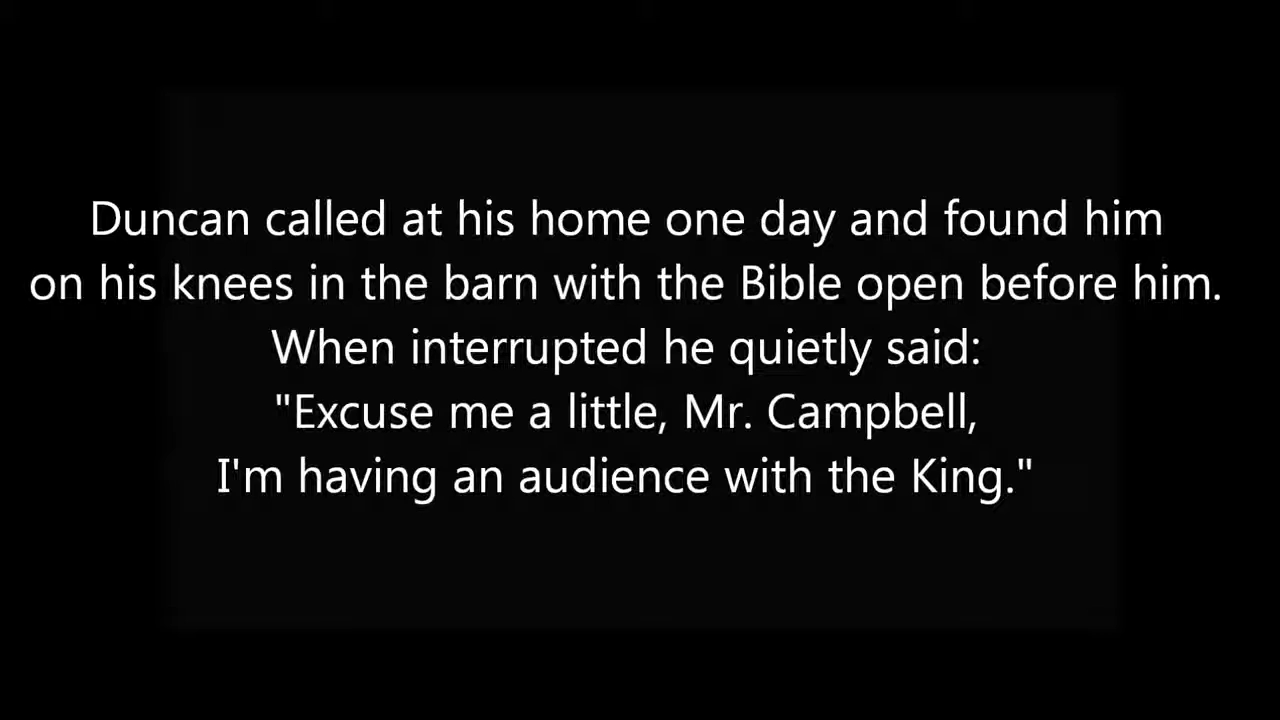 Duncan called at his home one day and found him
on his knees in the barn with the Bible open before him.
When interrupted he quietly said:
"Excuse me a little, Mr. Campbell,
I'm having an audience with the King."